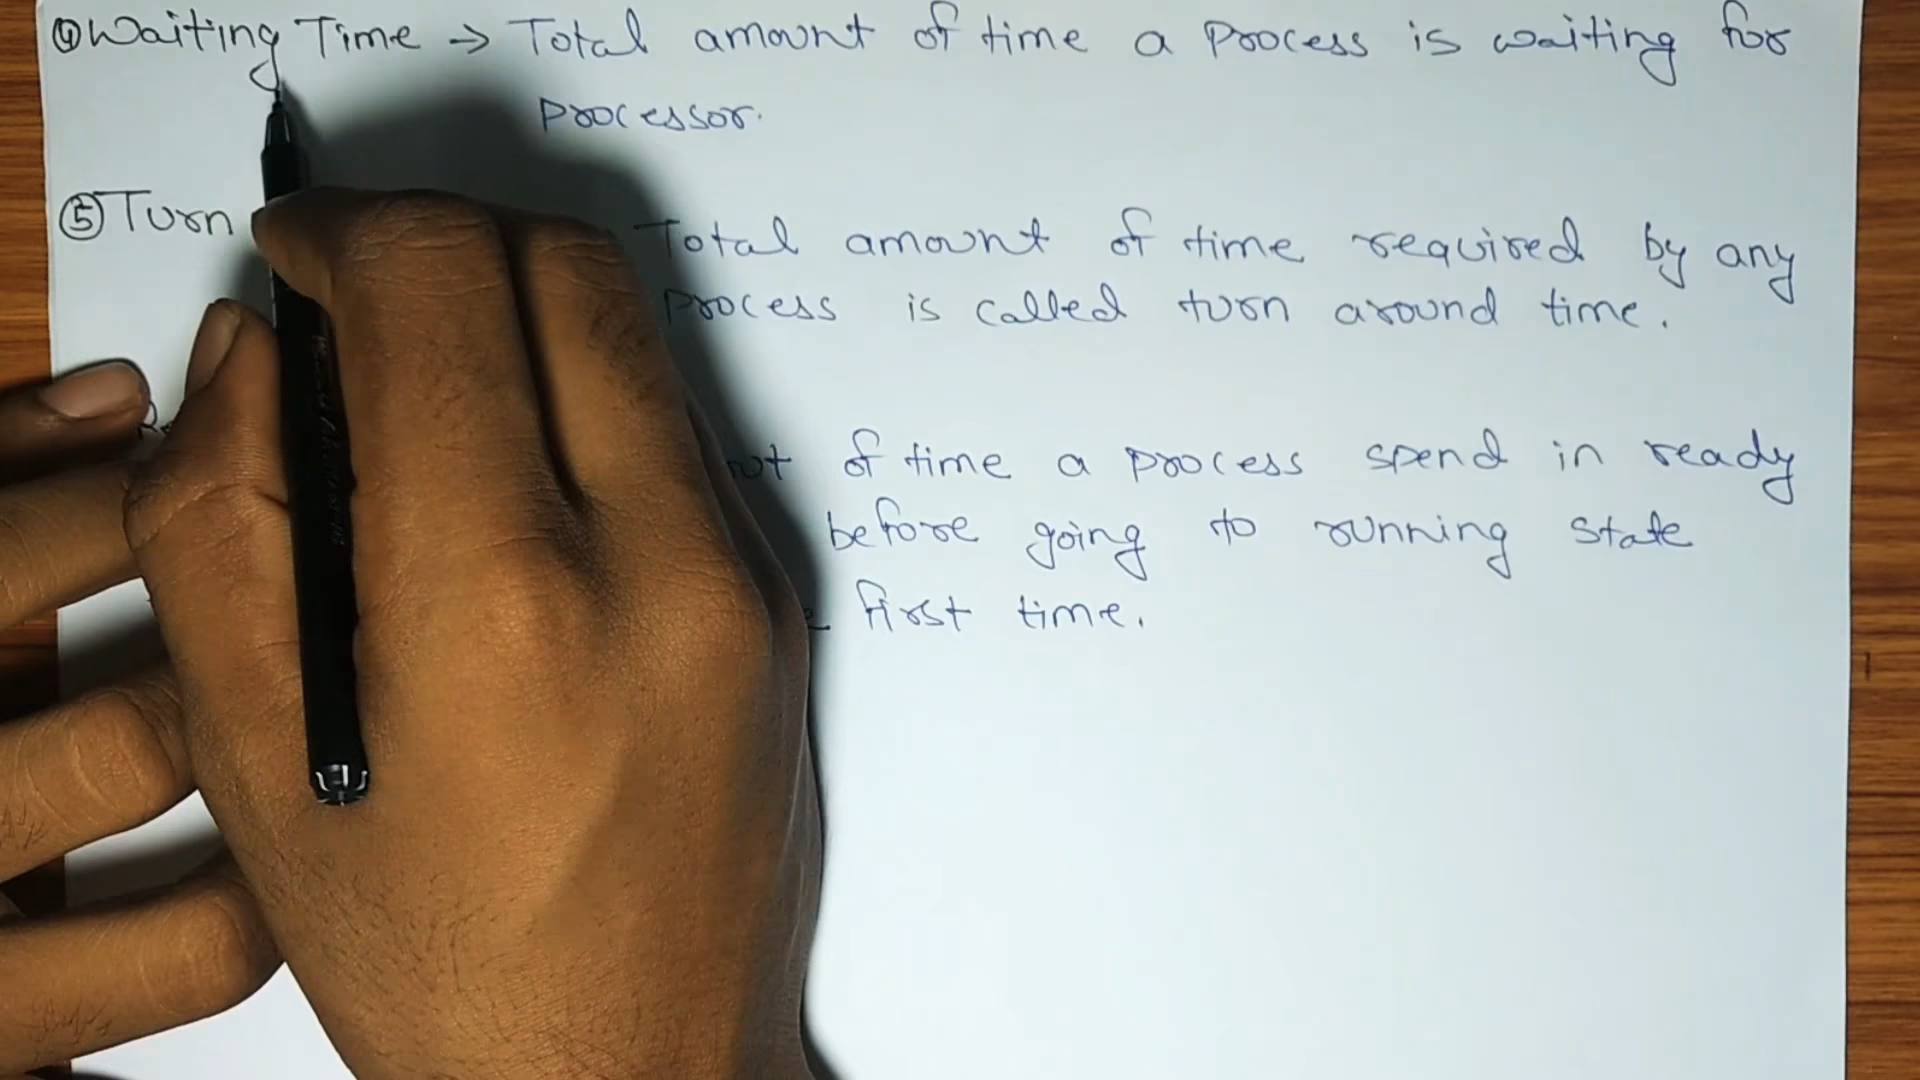 ④Waiting Time → Total amount of time a process is waiting for
processor.
⑤Turn Total amount of time required by any
process is called turn around time.
of time a process spend in ready
before going to running state
first time.